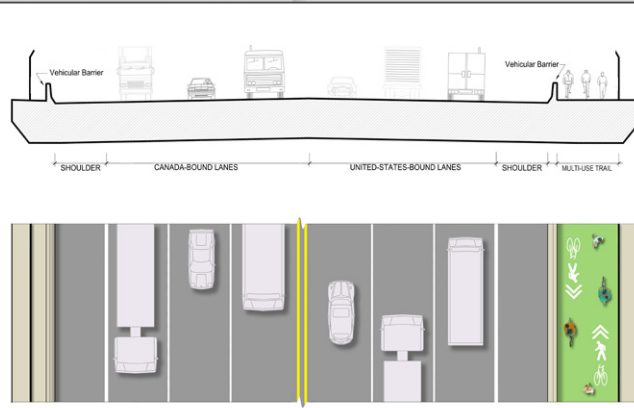 Vehicular Barrier
Vehicular Barrier
SHOULDER
CANADA-BOUND LANES
UNITED-STATES-BOUND LANES
SHOULDER
MULTI-USE TRAIL